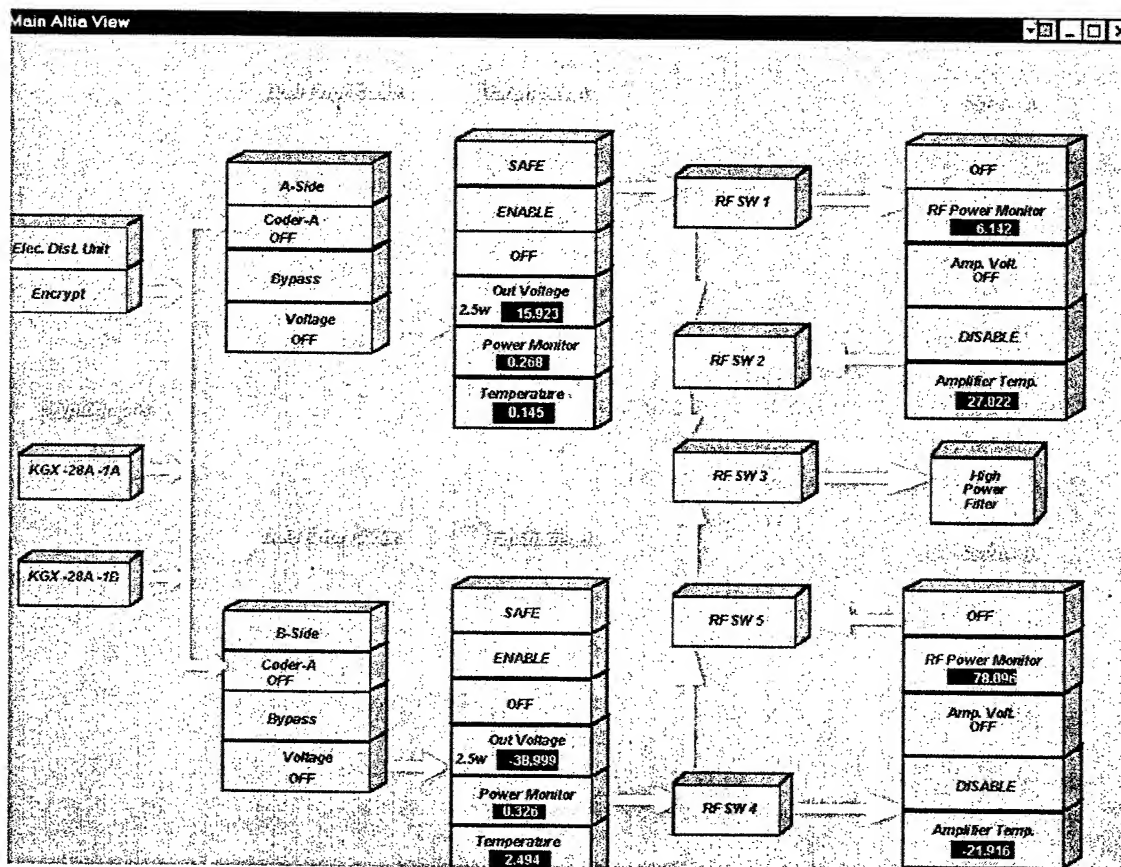 Main Altia View
Elec. Dist. Unit
Encrypt
KGX -28A -1A
KGX -28A -1B
A-Side
Coder-A
OFF
Bypass
Voltage
OFF
B-Side
Coder-A
OFF
Bypass
Voltage
OFF
SAFE
ENABLE
OFF
Out Voltage
2.5w 15.923
Power Monitor
0.268
Temperature
0.145
SAFE
ENABLE
OFF
Out Voltage
2.5w -38.999
Power Monitor
0.326
Temperature
2.494
RF SW 1
RF SW 2
RF SW 3
RF SW 5
RF SW 4
OFF
RF Power Monitor
6.142
Amp. Volt.
OFF
DISABLE
Amplifier Temp.
27.822
High
Power
Filter
OFF
RF Power Monitor
78.096
Amp. Volt.
OFF
DISABLE
Amplifier Temp.
-21.916